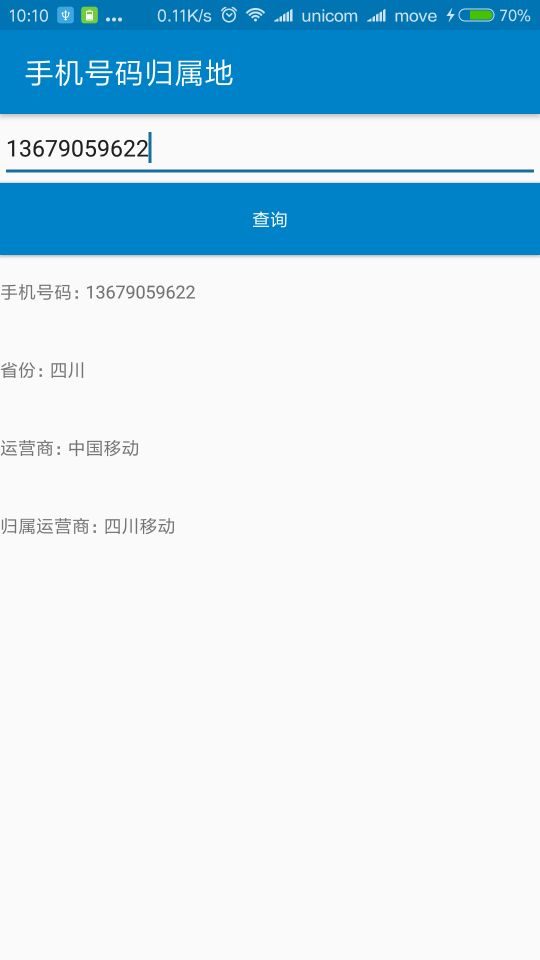 10:10 ... 0.11K/s unicom move 70%
手机号码归属地
13679059622
查询
手机号码: 13679059622
省份: 四川
运营商: 中国移动
归属运营商: 四川移动